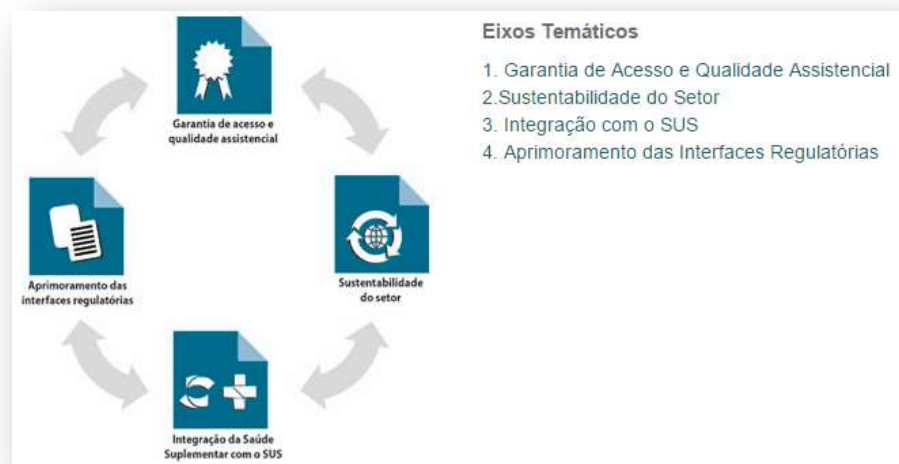 Garantia de acesso e
qualidade assistencial
Aprimoramento das
interfaces regulatórias
Sustentabilidade
do setor
Integração da Saúde
Suplementar com o SUS
Eixos Temáticos
1. Garantia de Acesso e Qualidade Assistencial
2.Sustentabilidade do Setor
3. Integração com o SUS
4. Aprimoramento das Interfaces Regulatórias